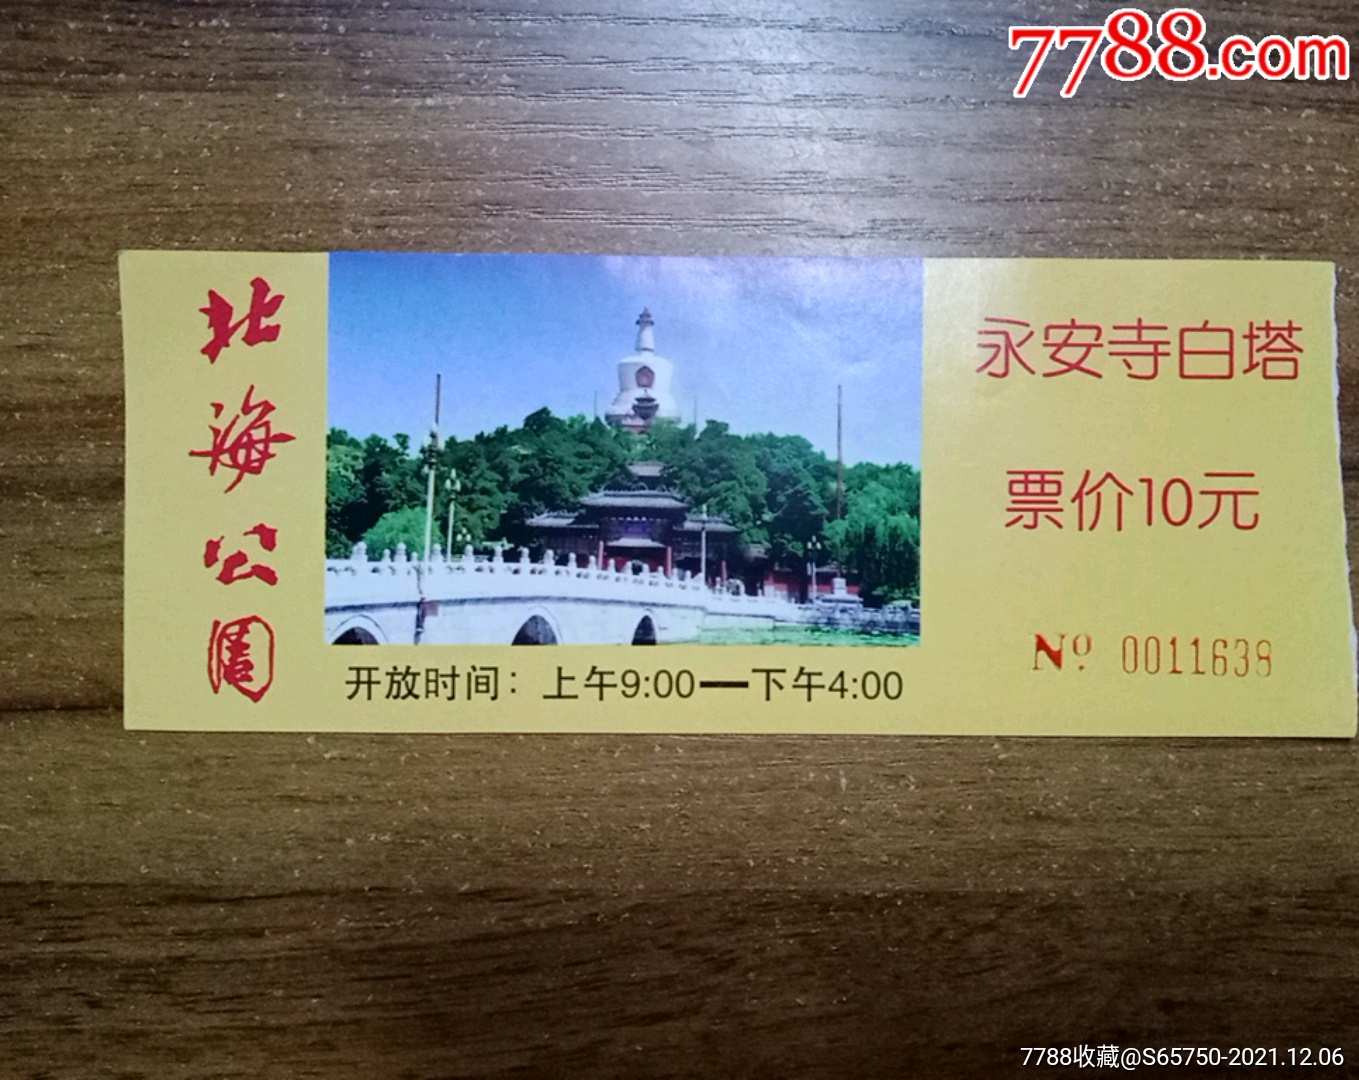 7788.com
北海公园
永安寺白塔
票价10元
Nº 0011638
开放时间：上午9:00━━下午4:00
7788收藏@S65750-2021.12.06